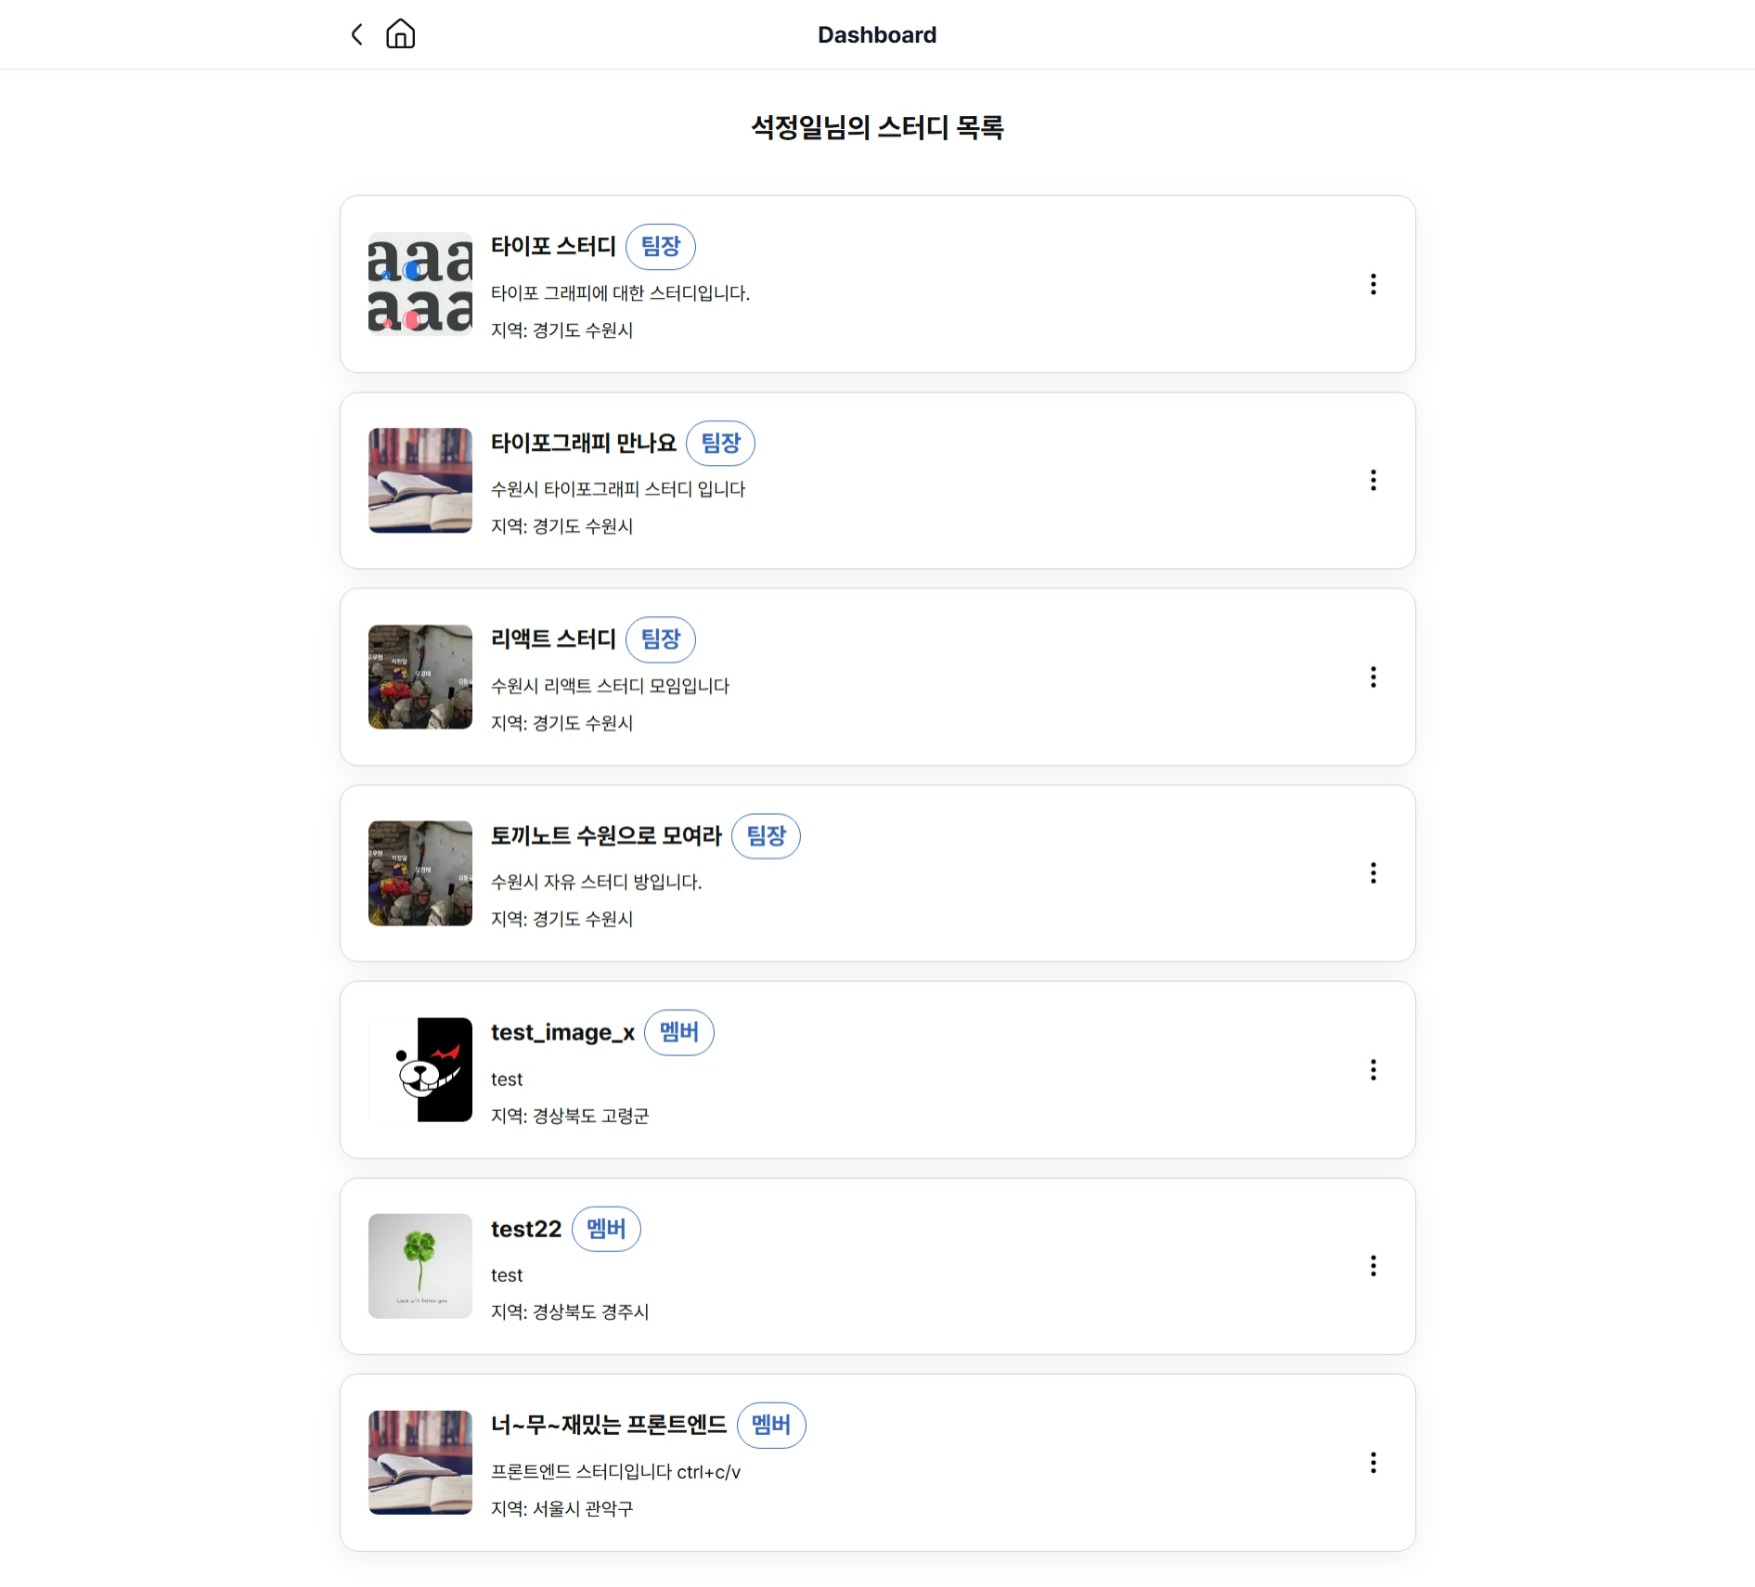 Dashboard
석정일님의 스터디 목록
aaa
aaa
타이포 스터디 팀장
타이포 그래피에 대한 스터디입니다.
지역: 경기도 수원시
타이포그래피 만나요 팀장
수원시 타이포그래피 스터디 입니다
지역: 경기도 수원시
리액트 스터디 팀장
수원시 리액트 스터디 모임입니다
지역: 경기도 수원시
토끼노트 수원으로 모여라 팀장
수원시 자유 스터디 방입니다.
지역: 경기도 수원시
test_image_x 멤버
test
지역: 경상북도 고령군
test22 멤버
test
지역: 경상북도 경주시
너~무~재밌는 프론트엔드 멤버
프론트엔드 스터디입니다 ctrl+c/v
지역: 서울시 관악구